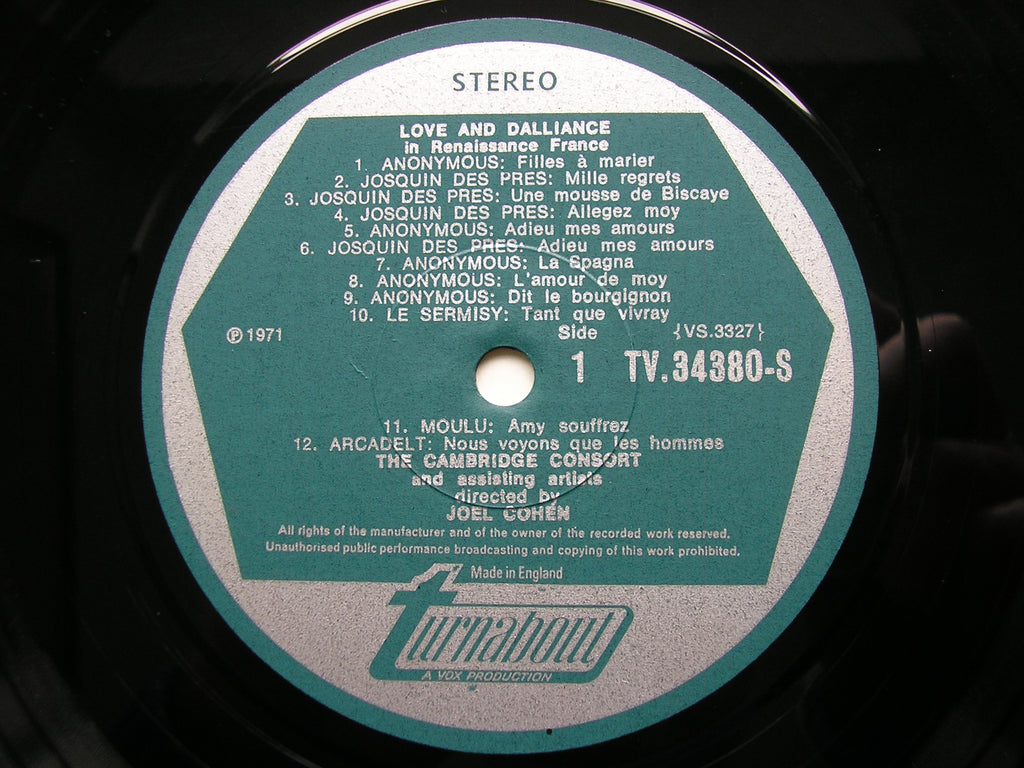 STEREO
LOVE AND DALLIANCE
in Renaissance France
1. ANONYMOUS: Filles à marier
2. JOSQUIN DES PRES: Mille regrets
3. JOSQUIN DES PRES: Une mousse de Biscaye
4. JOSQUIN DES PRES: Allegez moy
5. ANONYMOUS: Adieu mes amours
6. JOSQUIN DES PRES: Adieu mes amours
7. ANONYMOUS: La Spagna
8. ANONYMOUS: L'amour de moy
9. ANONYMOUS: Dit le bourgignon
10. LE SERMISY: Tant que vivray
℗ 1971 Side {VS.3327}
1 TV.34380-S
11. MOULU: Amy souffrez
12. ARCADELT: Nous voyons que les hommes
THE CAMBRIDGE CONSORT
and assisting artists
directed by
JOEL COHEN
All rights of the manufacturer and of the owner of the recorded work reserved.
Unauthorised public performance broadcasting and copying of this work prohibited.
Made in England
turnabout
A VOX PRODUCTION